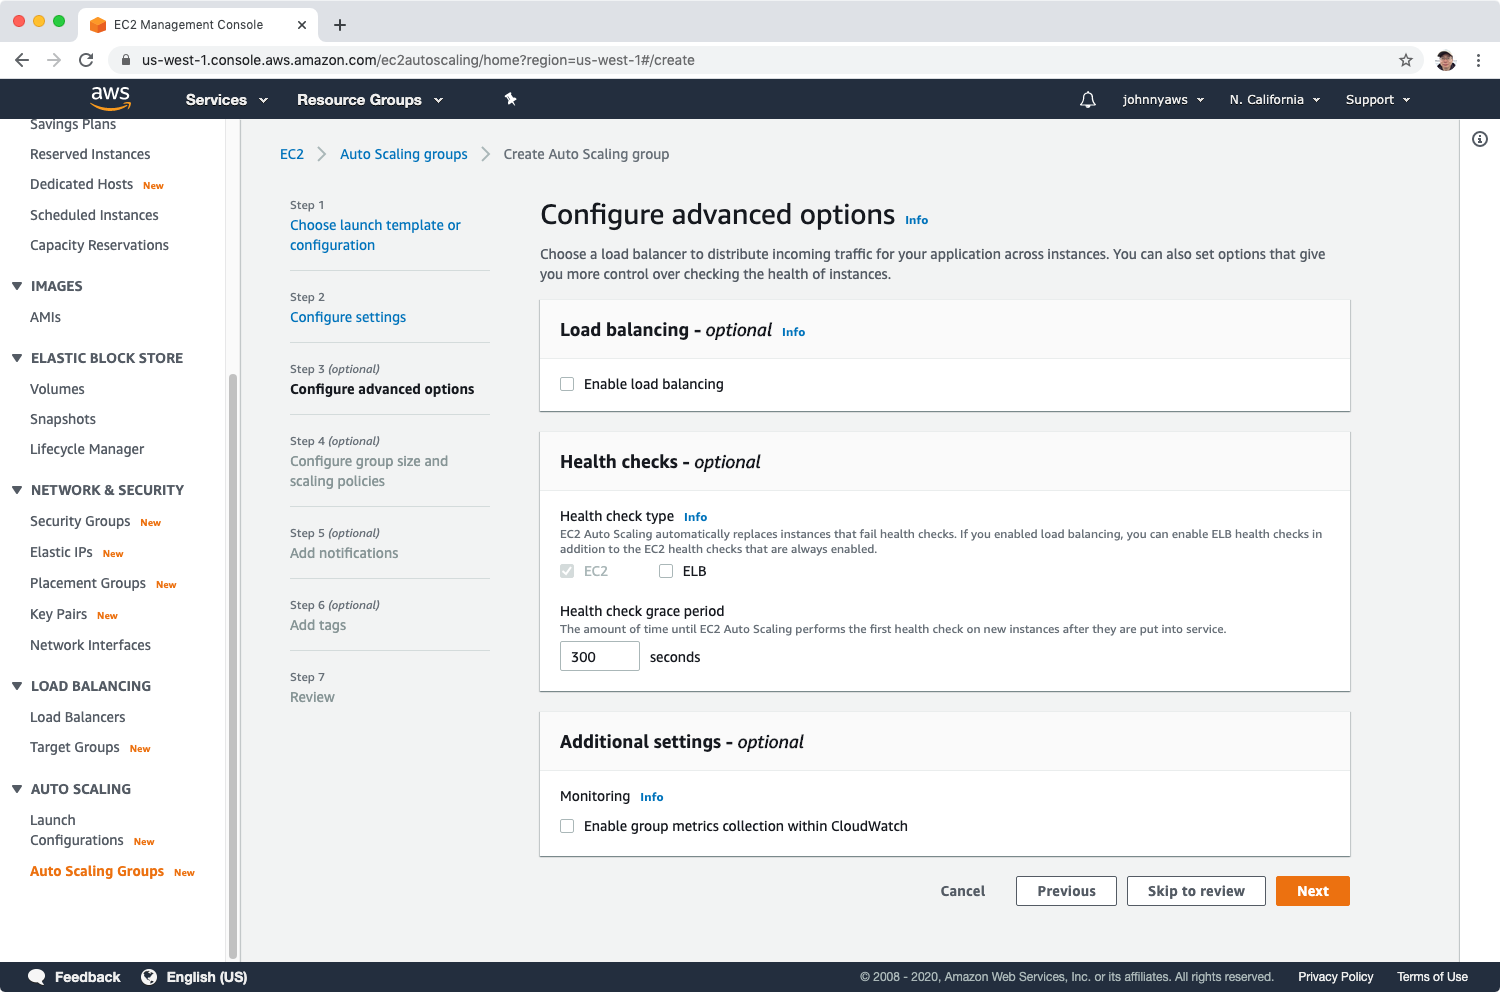 EC2 Management Console
us-west-1.console.aws.amazon.com/ec2autoscaling/home?region=us-west-1#/create
aws
Services
Resource Groups
johnnyaws
N. California
Support
Savings Plans
Reserved Instances
Dedicated Hosts New
Scheduled Instances
Capacity Reservations
IMAGES
AMIs
ELASTIC BLOCK STORE
Volumes
Snapshots
Lifecycle Manager
NETWORK & SECURITY
Security Groups New
Elastic IPs New
Placement Groups New
Key Pairs New
Network Interfaces
LOAD BALANCING
Load Balancers
Target Groups New
AUTO SCALING
Launch
Configurations New
Auto Scaling Groups New
EC2
Auto Scaling groups
Create Auto Scaling group
Step 1
Choose launch template or
configuration
Step 2
Configure settings
Step 3 (optional)
Configure advanced options
Step 4 (optional)
Configure group size and
scaling policies
Step 5 (optional)
Add notifications
Step 6 (optional)
Add tags
Step 7
Review
Configure advanced options Info
Choose a load balancer to distribute incoming traffic for your application across instances. You can also set options that give
you more control over checking the health of instances.
Load balancing - optional Info
Enable load balancing
Health checks - optional
Health check type Info
EC2 Auto Scaling automatically replaces instances that fail health checks. If you enabled load balancing, you can enable ELB health checks in
addition to the EC2 health checks that are always enabled.
EC2
ELB
Health check grace period
The amount of time until EC2 Auto Scaling performs the first health check on new instances after they are put into service.
300 seconds
Additional settings - optional
Monitoring Info
Enable group metrics collection within CloudWatch
Cancel
Previous
Skip to review
Next
Feedback
English (US)
© 2008 - 2020, Amazon Web Services, Inc. or its affiliates. All rights reserved.
Privacy Policy
Terms of Use